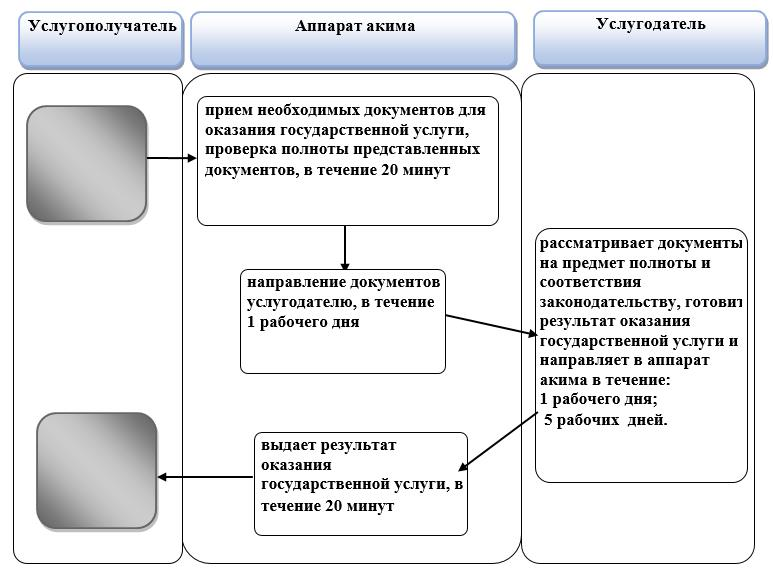 Услугополучатель
Аппарат акима
Услугодатель
прием необходимых документов для
оказания государственной услуги,
проверка полноты представленных
документов, в течение 20 минут
направление документов
услугодателю, в течение
1 рабочего дня
рассматривает документы
на предмет полноты и
соответствия
законодательству, готовит
результат оказания
государственной услуги и
направляет в аппарат
акима в течение:
1 рабочего дня;
5 рабочих дней.
выдает результат
оказания
государственной услуги, в
течение 20 минут